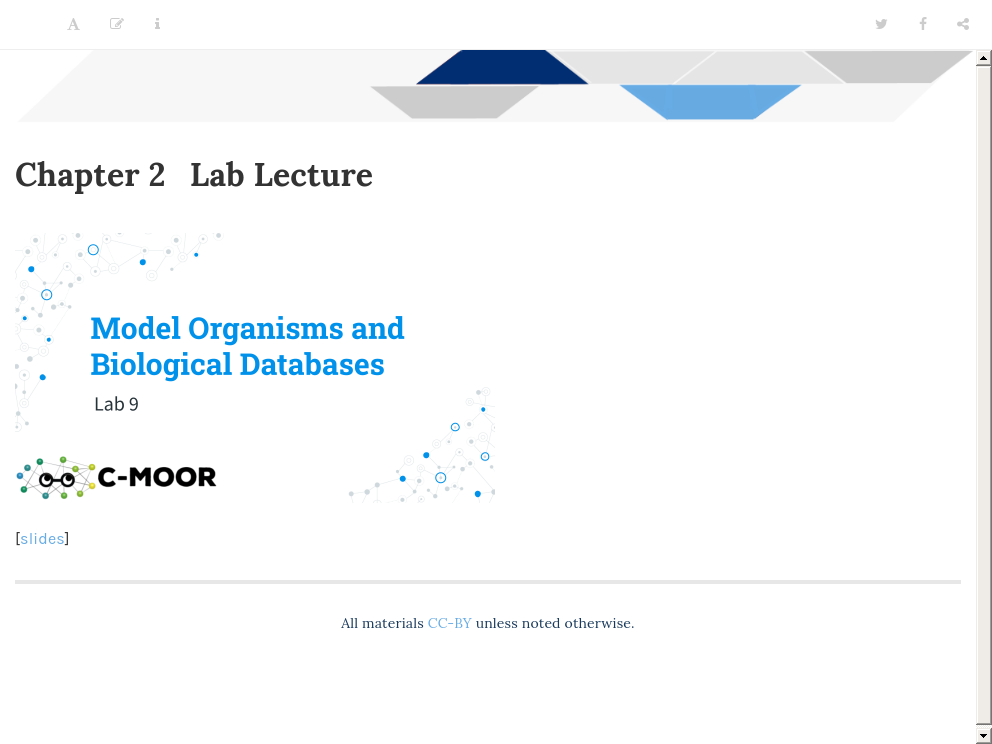 Chapter 2 Lab Lecture
Model Organisms and
Biological Databases
Lab 9
C-MOOR
[slides]
All materials CC-BY unless noted otherwise.